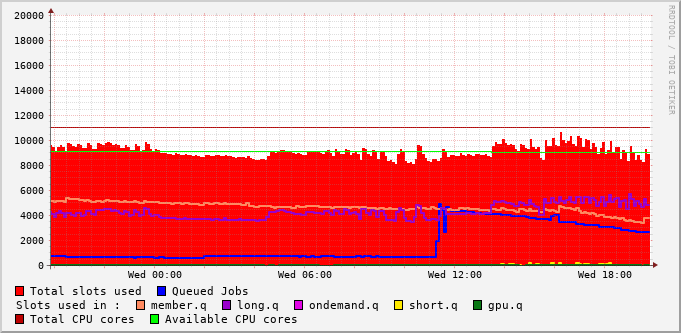 20000
18000
16000
14000
12000
10000
8000
6000
4000
2000
0
Wed 00:00 Wed 06:00 Wed 12:00 Wed 18:00
Total slots used Queued Jobs
Slots used in : member.q long.q ondemand.q short.q gpu.q
Total CPU cores Available CPU cores
RRDTOOL / TOBI OETIKER